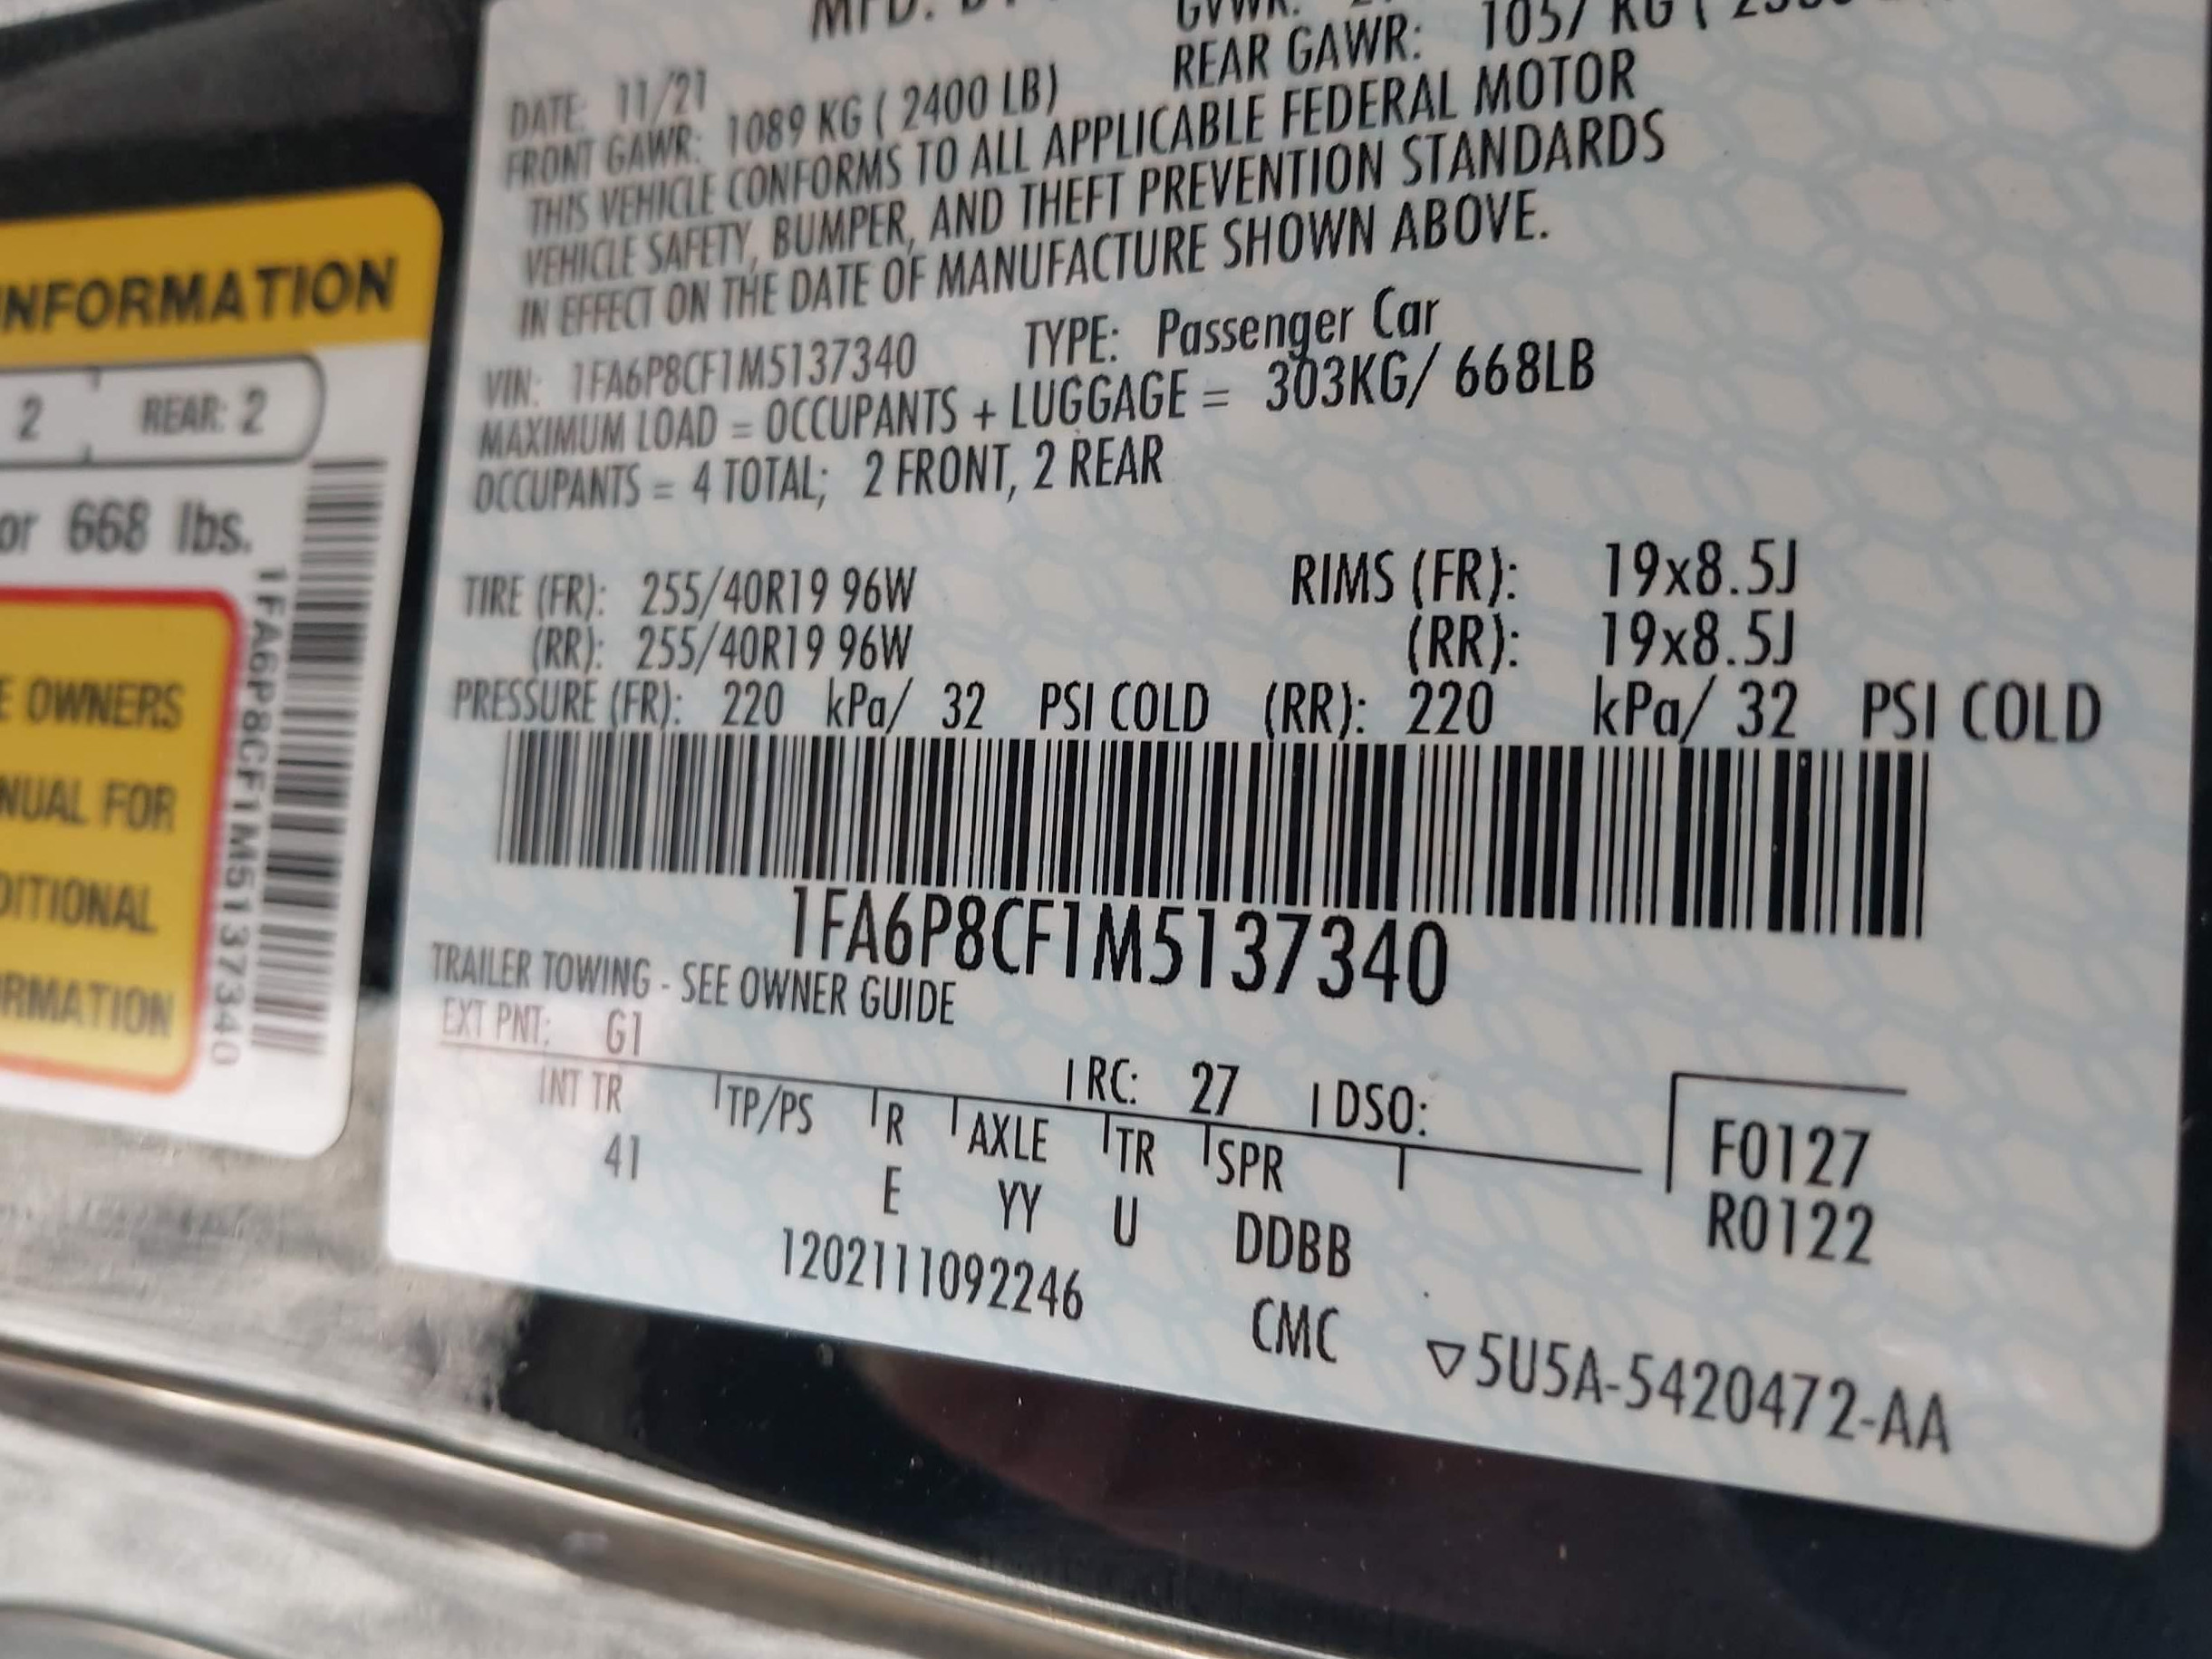 MFD.
GVWR:
DATE: 11/21
FRONT GAWR: 1089 KG ( 2400 LB)
REAR GAWR: 1057 KG (
THIS VEHICLE CONFORMS TO ALL APPLICABLE FEDERAL MOTOR
VEHICLE SAFETY, BUMPER, AND THEFT PREVENTION STANDARDS
IN EFFECT ON THE DATE OF MANUFACTURE SHOWN ABOVE.
VIN: 1FA6P8CF1M5137340 TYPE: Passenger Car
MAXIMUM LOAD = OCCUPANTS + LUGGAGE = 303KG/ 668LB
OCCUPANTS = 4 TOTAL; 2 FRONT, 2 REAR
TIRE (FR): 255/40R19 96W RIMS (FR): 19x8.5J
(RR): 255/40R19 96W (RR): 19x8.5J
PRESSURE (FR): 220 kPa/ 32 PSI COLD (RR): 220 kPa/ 32 PSI COLD
1FA6P8CF1M5137340
TRAILER TOWING - SEE OWNER GUIDE
EXT PNT: G1 RC: 27 DSO:
INT TR TP/PS R AXLE TR SPR
41 E YY U DDBB
F0127
R0122
1202111092246 CMC ▽5U5A-5420472-AA
NFORMATION
2 REAR: 2
or 668 lbs.
E OWNERS
NUAL FOR
DITIONAL
RMATION
1FA6P8CF1M5137340